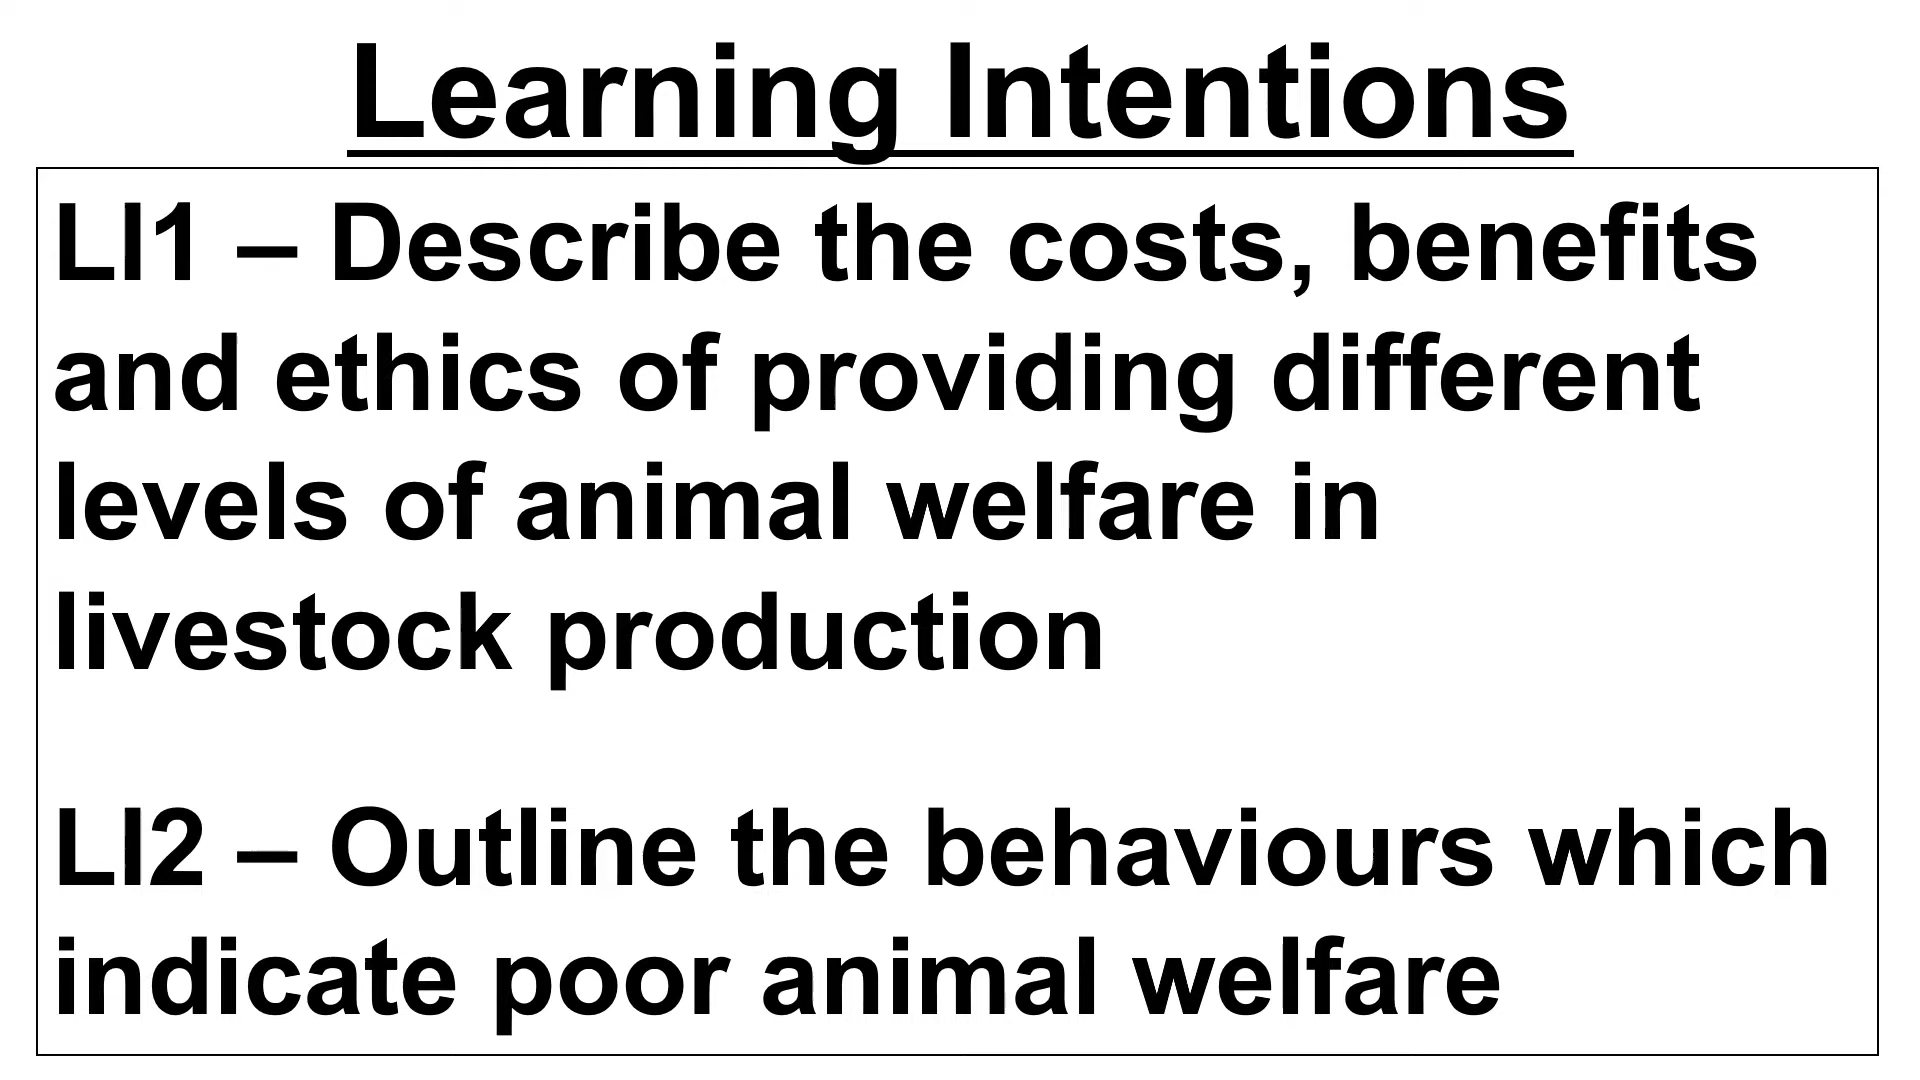 Learning Intentions
LI1 – Describe the costs, benefits
and ethics of providing different
levels of animal welfare in
livestock production
LI2 – Outline the behaviours which
indicate poor animal welfare